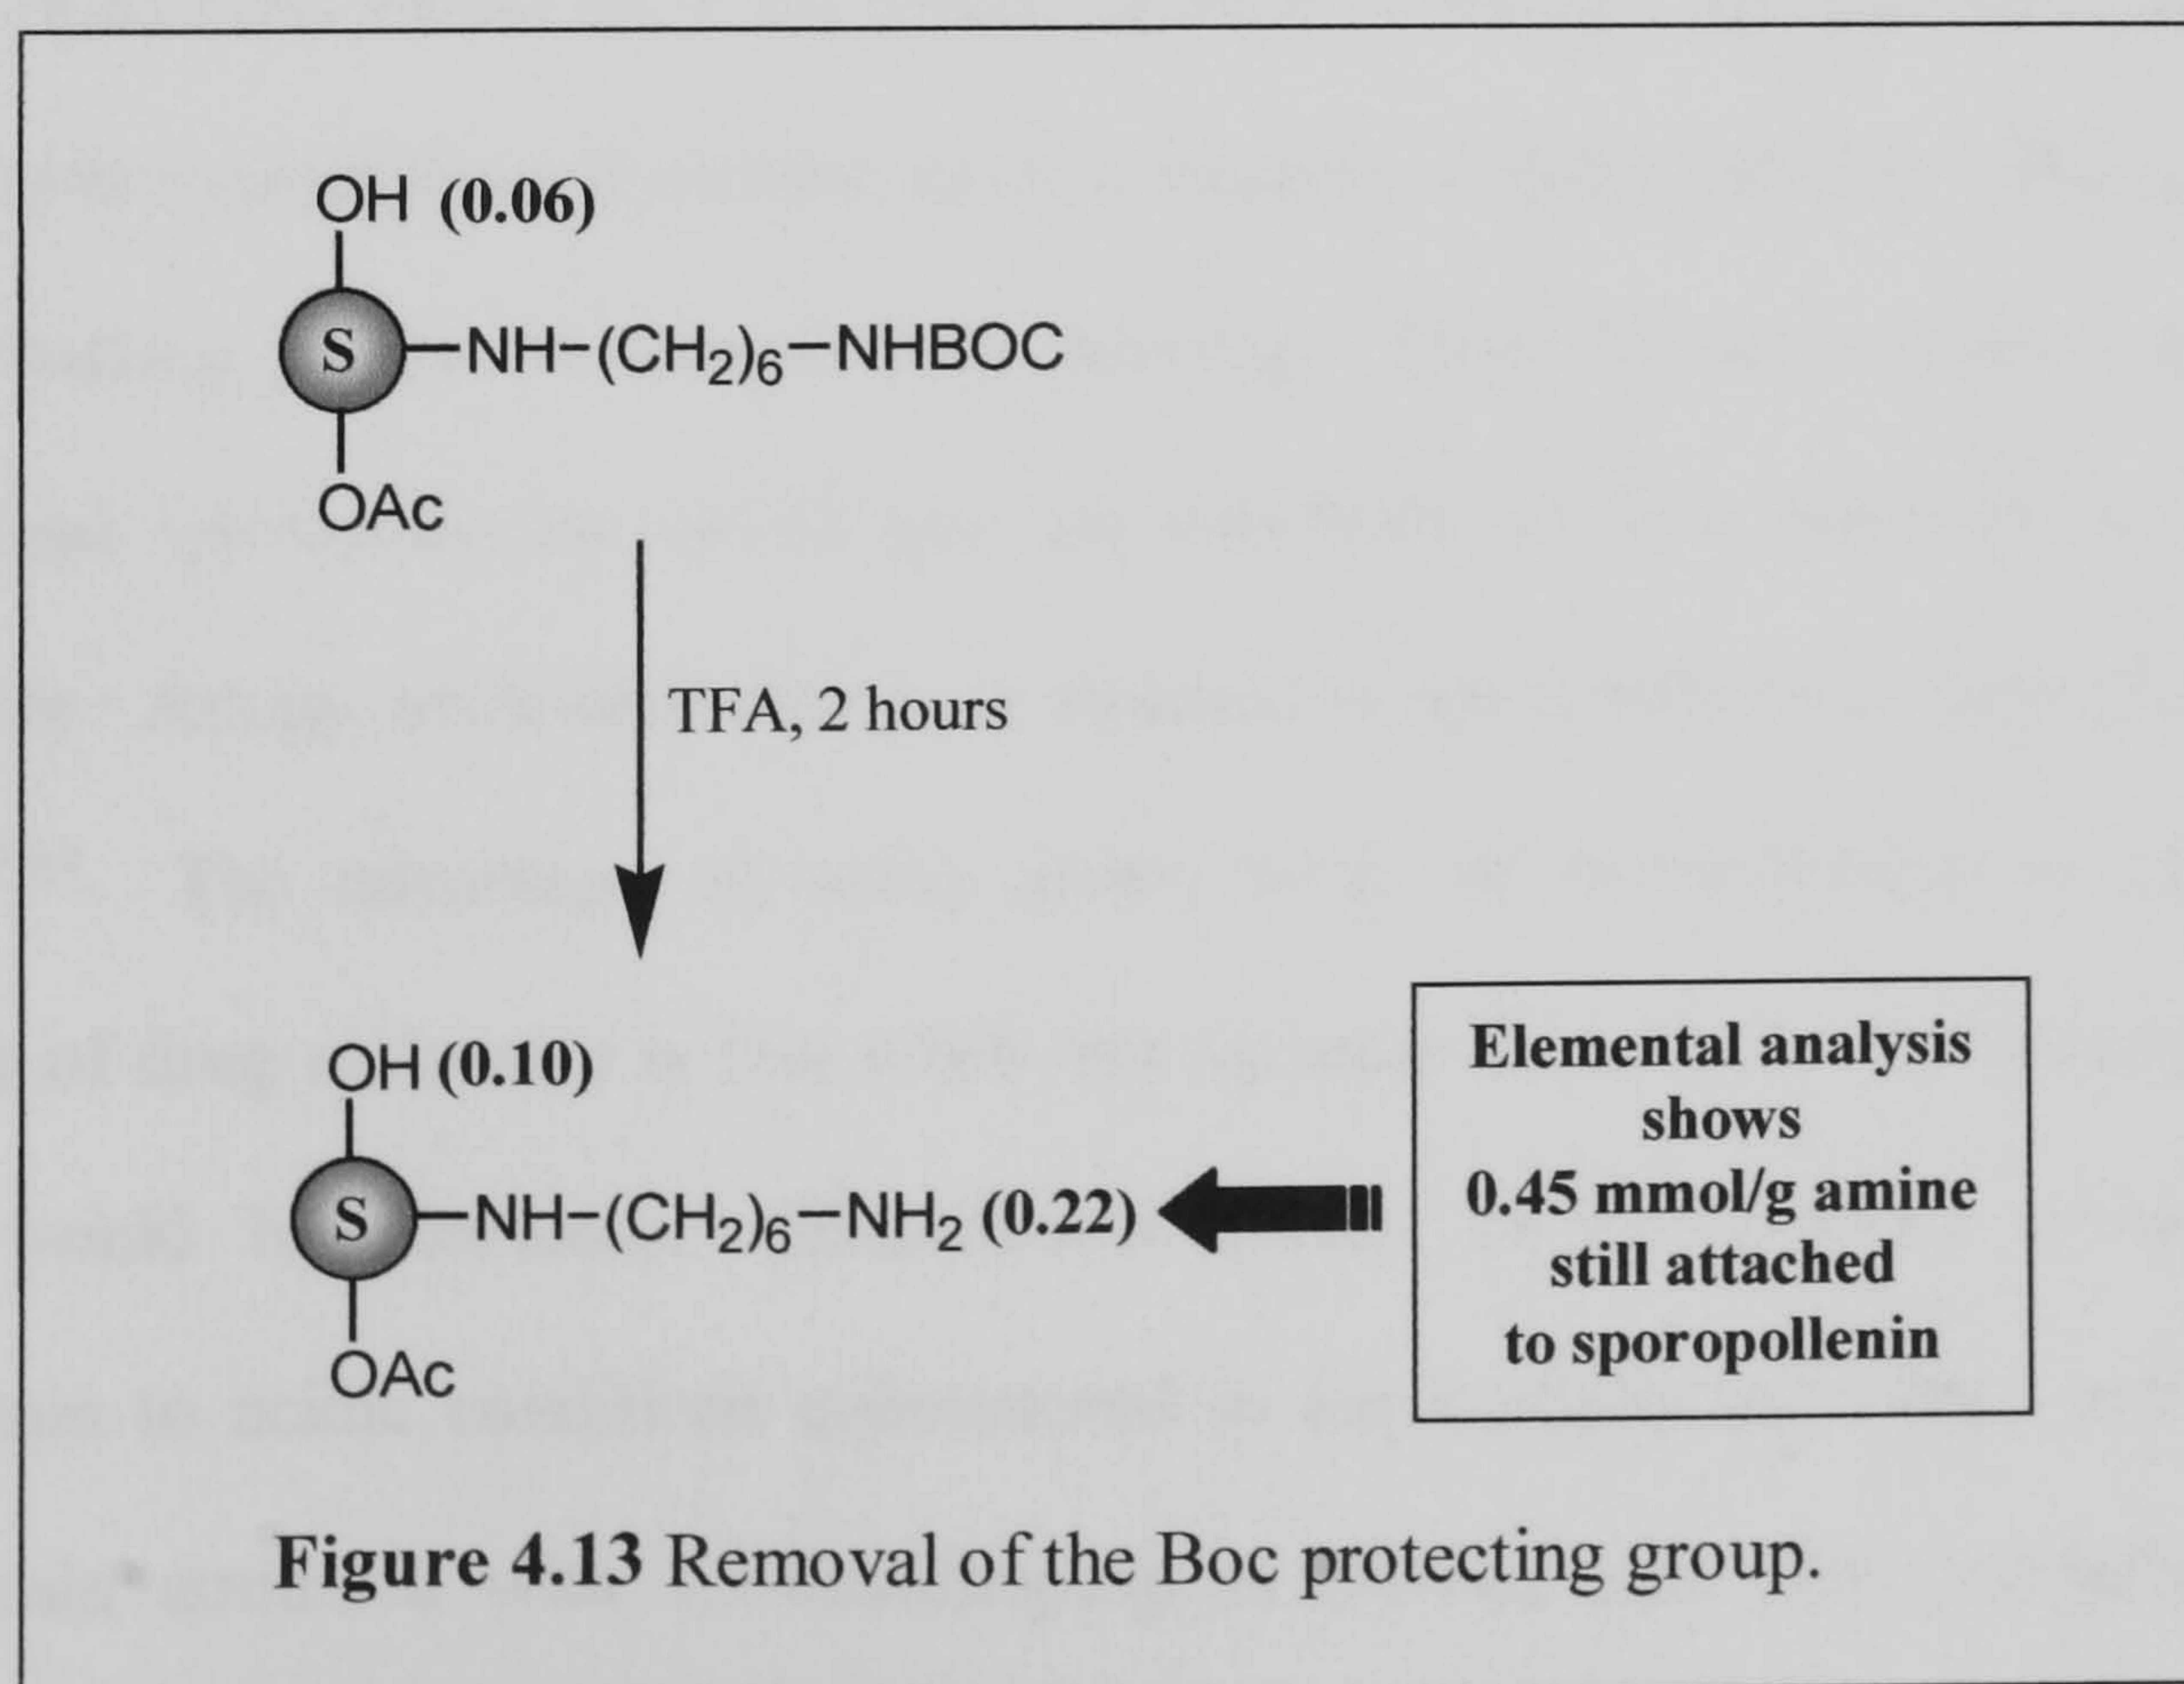 OH (0.06)
S–NH–(CH₂)₆–NHBOC
OAc
TFA, 2 hours
OH (0.10)
S–NH–(CH₂)₆–NH₂ (0.22)
OAc
Elemental analysis
shows
0.45 mmol/g amine
still attached
to sporopollenin
Figure 4.13 Removal of the Boc protecting group.